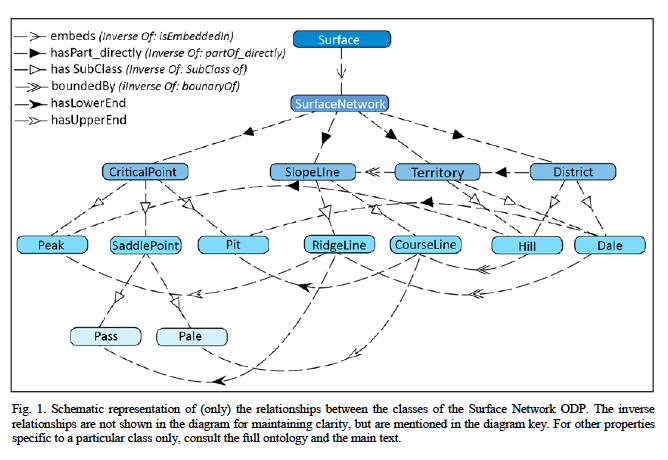 embeds (Inverse Of: isEmbeddedIn)
hasPart_directly (Inverse Of: partOf_directly)
has SubClass (Inverse Of: SubClass of)
boundedBy (iInverse Of: bounaryOf)
hasLowerEnd
hasUpperEnd
Surface
SurfaceNetwork
CriticalPoint
SlopeLIne
Territory
District
Peak
SaddlePoint
Pit
RidgeLine
CourseLine
Hill
Dale
Pass
Pale
Fig. 1. Schematic representation of (only) the relationships between the classes of the Surface Network ODP. The inverse
relationships are not shown in the diagram for maintaining clarity, but are mentioned in the diagram key. For other properties
specific to a particular class only, consult the full ontology and the main text.